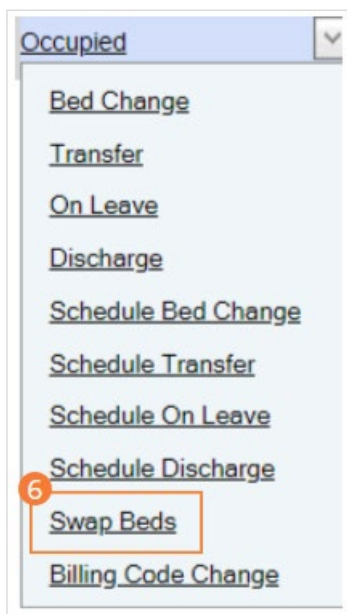 Occupied
Bed Change
Transfer
On Leave
Discharge
Schedule Bed Change
Schedule Transfer
Schedule On Leave
Schedule Discharge
6
Swap Beds
Billing Code Change